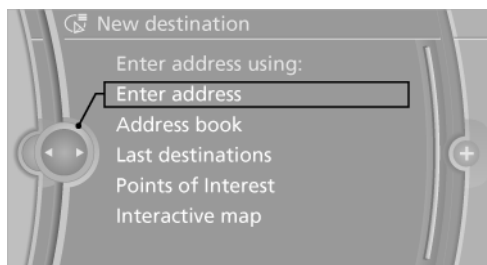 New destination
Enter address using:
Enter address
Address book
Last destinations
Points of Interest
Interactive map